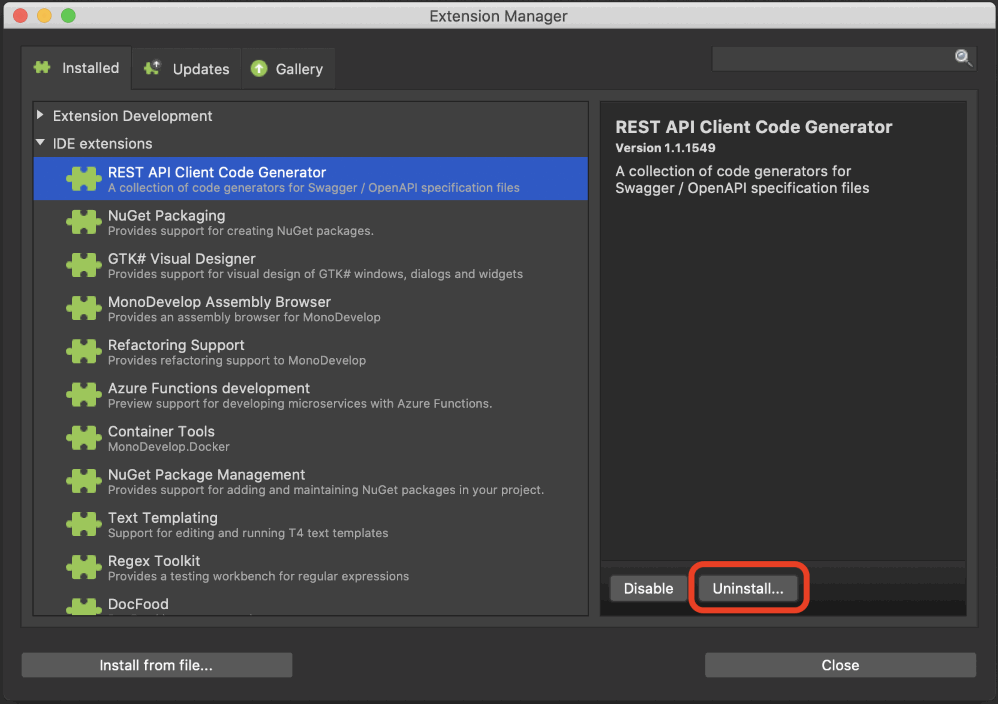 Extension Manager
Installed
Updates
Gallery
Extension Development
IDE extensions
REST API Client Code Generator
A collection of code generators for Swagger / OpenAPI specification files
NuGet Packaging
Provides support for creating NuGet packages.
GTK# Visual Designer
Provides support for visual design of GTK# windows, dialogs and widgets
MonoDevelop Assembly Browser
Provides an assembly browser for MonoDevelop
Refactoring Support
Provides refactoring support to MonoDevelop
Azure Functions development
Preview support for developing microservices with Azure Functions.
Container Tools
MonoDevelop.Docker
NuGet Package Management
Provides support for adding and maintaining NuGet packages in your project.
Text Templating
Support for editing and running T4 text templates
Regex Toolkit
Provides a testing workbench for regular expressions
DocFood
REST API Client Code Generator
Version 1.1.1549
A collection of code generators for
Swagger / OpenAPI specification files
Disable
Uninstall...
Install from file...
Close